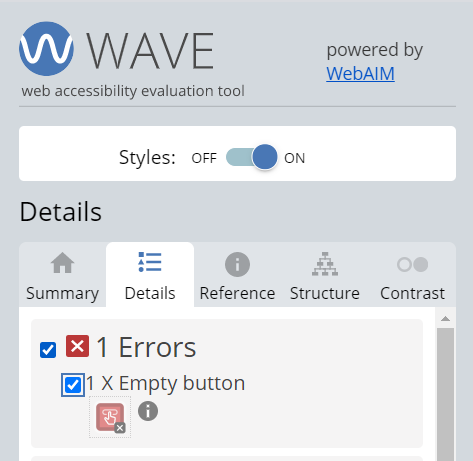 WAVE
web accessibility evaluation tool
powered by
WebAIM
Styles: OFF ON
Details
Summary Details Reference Structure Contrast
1 Errors
1 X Empty button